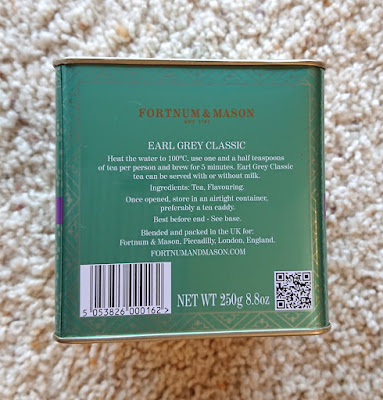 FORTNUM & MASON
EST 1707
EARL GREY CLASSIC
Heat the water to 100°C, use one and a half teaspoons
of tea per person and brew for 5 minutes. Earl Grey Classic
tea can be served with or without milk.
Ingredients: Tea, Flavouring.
Once opened, store in an airtight container,
preferably a tea caddy.
Best before end - See base.
Blended and packed in the UK for:
Fortnum & Mason, Piccadilly, London, England.
FORTNUMANDMASON.COM
NET WT 250g 8.8oz
5 053826 000162 >